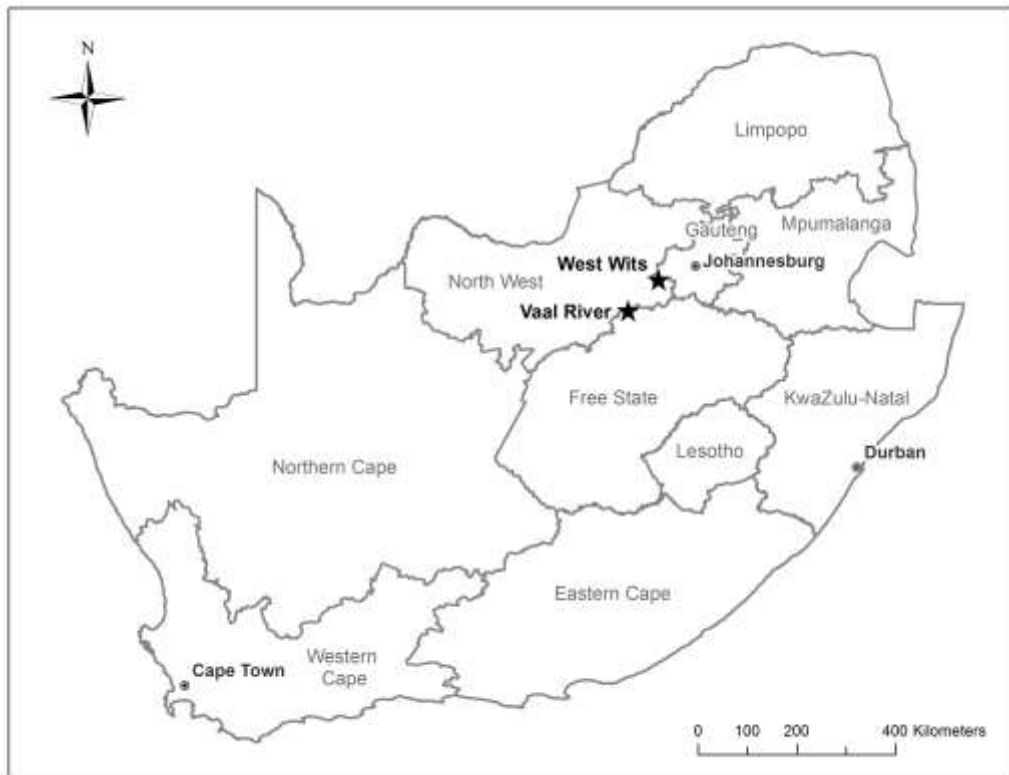 N
Limpopo
Mpumalanga
Gauteng
Johannesburg
West Wits
North West
Vaal River
Free State
KwaZulu-Natal
Lesotho
Durban
Northern Cape
Eastern Cape
Western
Cape
Cape Town
0 100 200 400 Kilometers